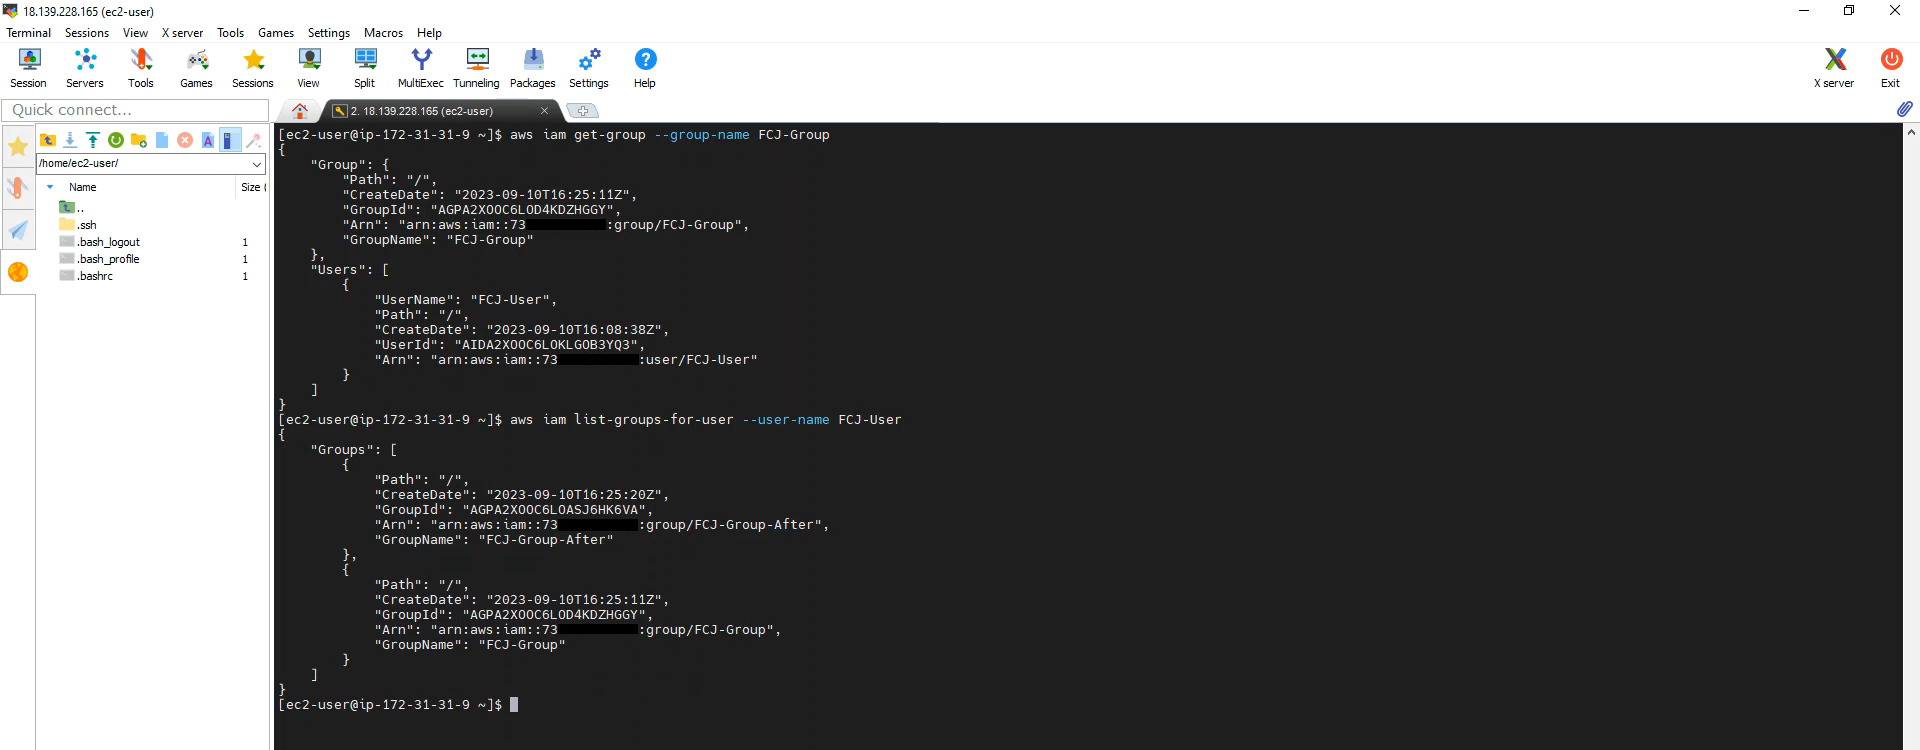 18.139.228.165 (ec2-user)
Terminal Sessions View X server Tools Games Settings Macros Help
Session Servers Tools Games Sessions View Split MultiExec Tunneling Packages Settings Help X server Exit
Quick connect...
2. 18.139.228.165 (ec2-user)
/home/ec2-user/
Name Size (
..
.ssh
.bash_logout 1
.bash_profile 1
.bashrc 1
[ec2-user@ip-172-31-31-9 ~]$ aws iam get-group --group-name FCJ-Group
{
    "Group": {
        "Path": "/",
        "CreateDate": "2023-09-10T16:25:11Z",
        "GroupId": "AGPA2XOOC6LOD4KDZHGGY",
        "Arn": "arn:aws:iam::73 :group/FCJ-Group",
        "GroupName": "FCJ-Group"
    },
    "Users": [
        {
            "UserName": "FCJ-User",
            "Path": "/",
            "CreateDate": "2023-09-10T16:08:38Z",
            "UserId": "AIDA2XOOC6LOKLGOB3YQ3",
            "Arn": "arn:aws:iam::73 :user/FCJ-User"
        }
    ]
}
[ec2-user@ip-172-31-31-9 ~]$ aws iam list-groups-for-user --user-name FCJ-User
{
    "Groups": [
        {
            "Path": "/",
            "CreateDate": "2023-09-10T16:25:20Z",
            "GroupId": "AGPA2XOOC6LOASJ6HK6VA",
            "Arn": "arn:aws:iam::73 :group/FCJ-Group-After",
            "GroupName": "FCJ-Group-After"
        },
        {
            "Path": "/",
            "CreateDate": "2023-09-10T16:25:11Z",
            "GroupId": "AGPA2XOOC6LOD4KDZHGGY",
            "Arn": "arn:aws:iam::73 :group/FCJ-Group",
            "GroupName": "FCJ-Group"
        }
    ]
}
[ec2-user@ip-172-31-31-9 ~]$